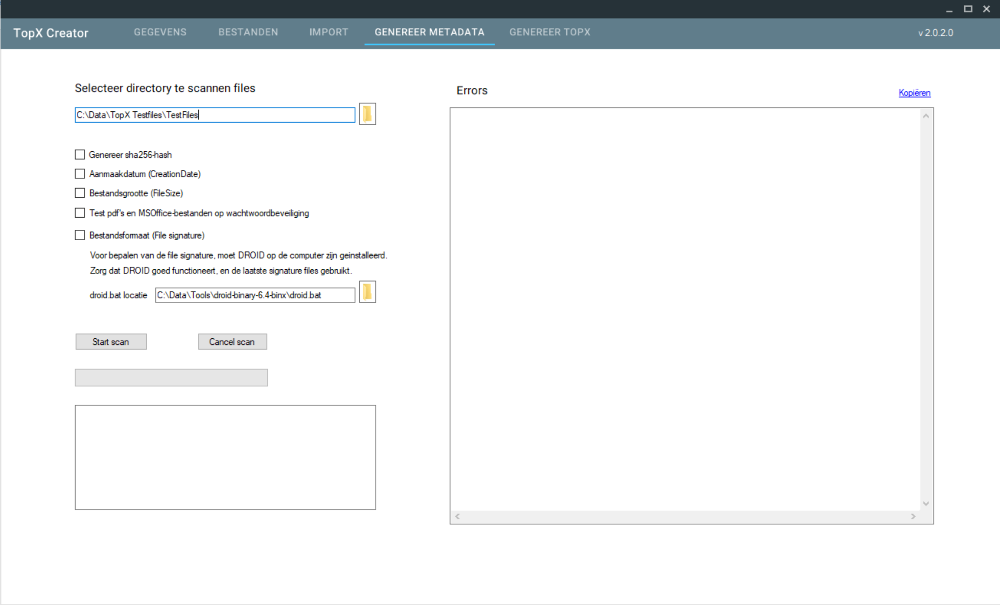 TopX Creator
GEGEVENS
BESTANDEN
IMPORT
GENEREER METADATA
GENEREER TOPX
v 2.0.2.0
Selecteer directory te scannen files
C:\Data\TopX Testfiles\TestFiles
Genereer sha256-hash
Aanmaakdatum (CreationDate)
Bestandsgrootte (FileSize)
Test pdf's en MSOffice-bestanden op wachtwoordbeveiliging
Bestandsformaat (File signature)
Voor bepalen van de file signature, moet DROID op de computer zijn geinstalleerd.
Zorg dat DROID goed functioneert, en de laatste signature files gebruikt.
droid.bat locatie
C:\Data\Tools\droid-binary-6.4-binx\droid.bat
Start scan
Cancel scan
Errors
Kopiëren